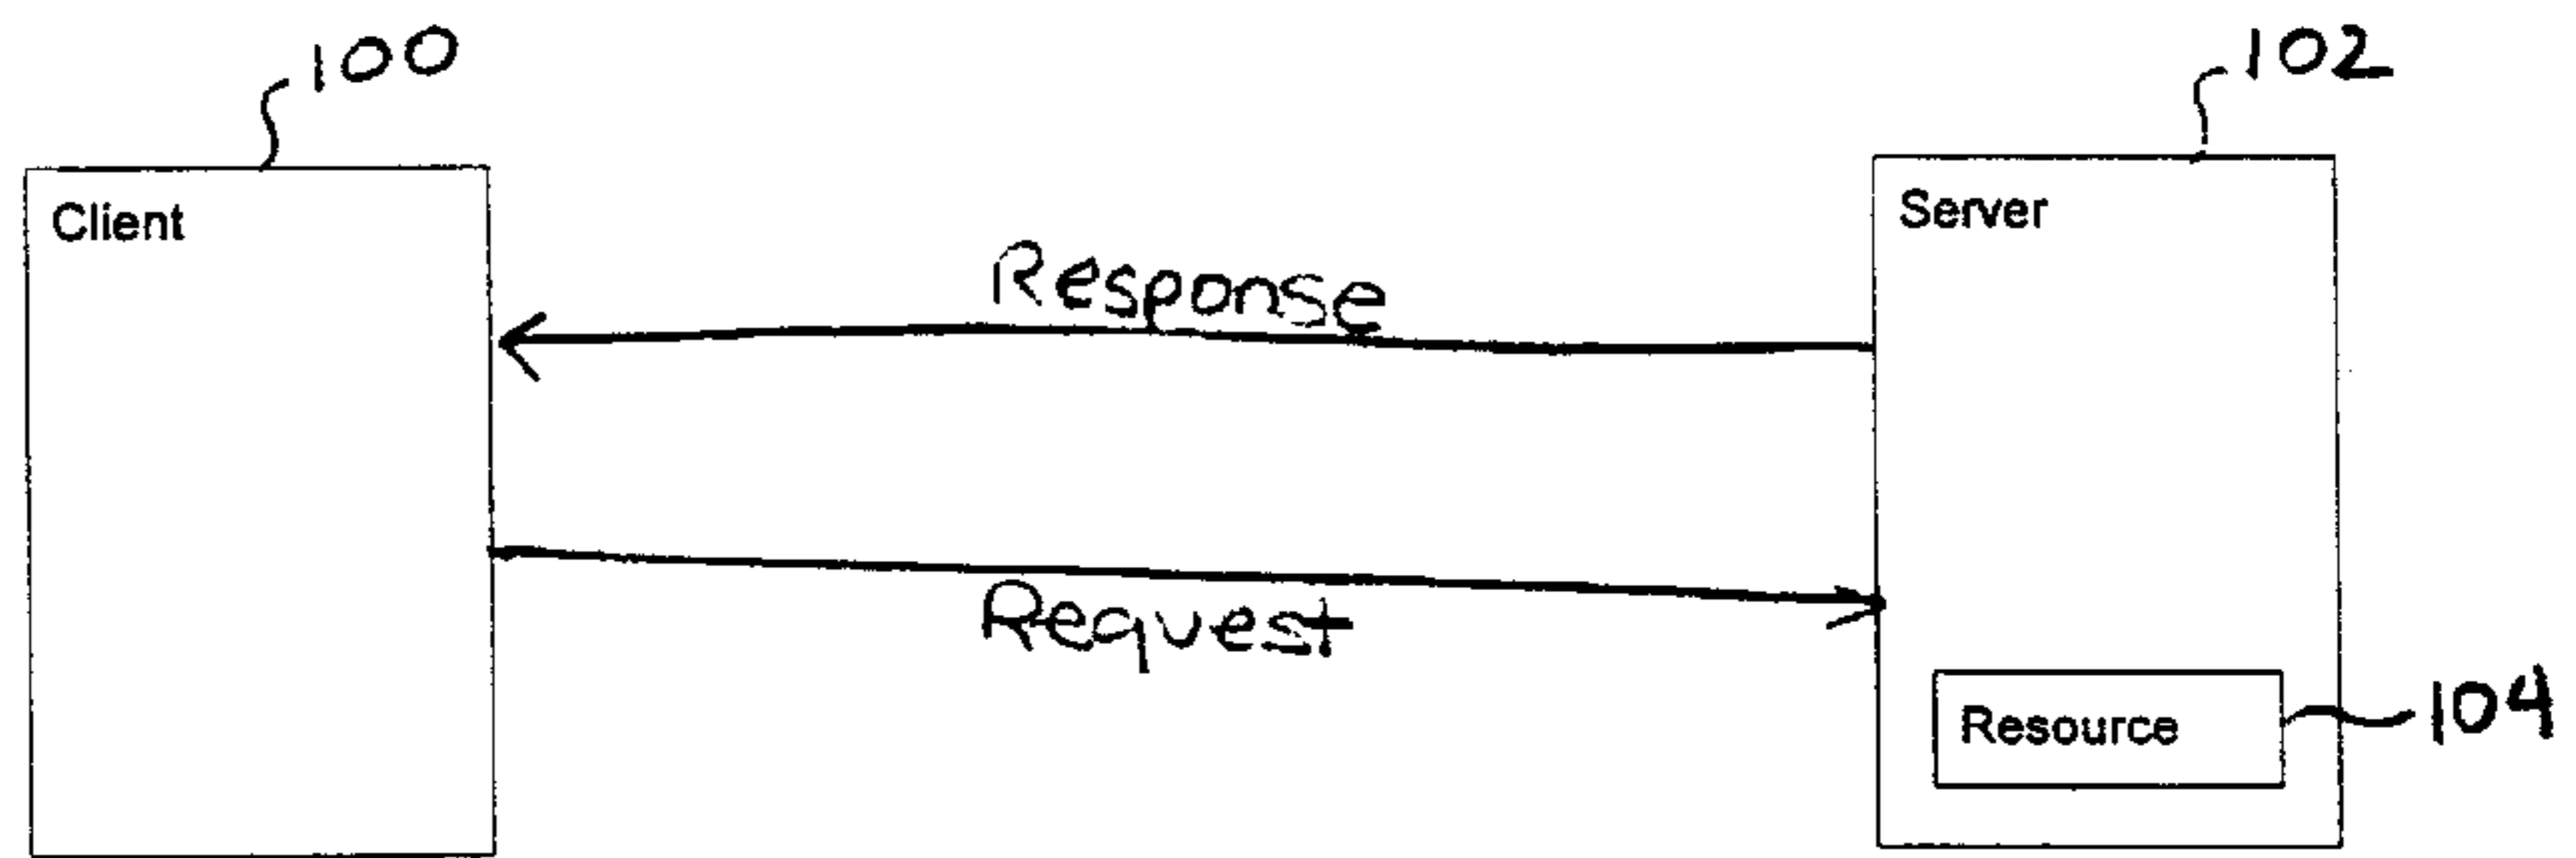 100
102
Client
Server
Response
Request
Resource
104